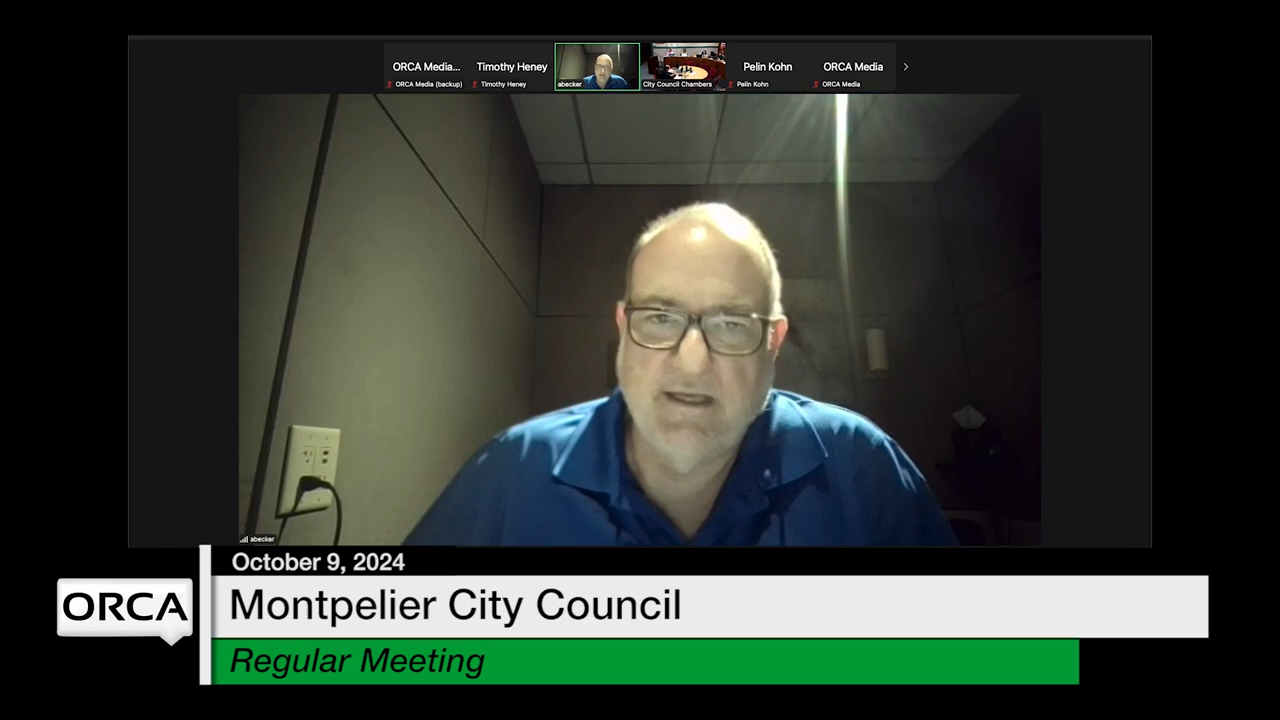 ORCA Media... Timothy Heney Pelin Kohn ORCA Media
ORCA Media (backup) Timothy Heney abecker City Council Chambers Pelin Kohn ORCA Media
abecker
October 9, 2024
ORCA
Montpelier City Council
Regular Meeting